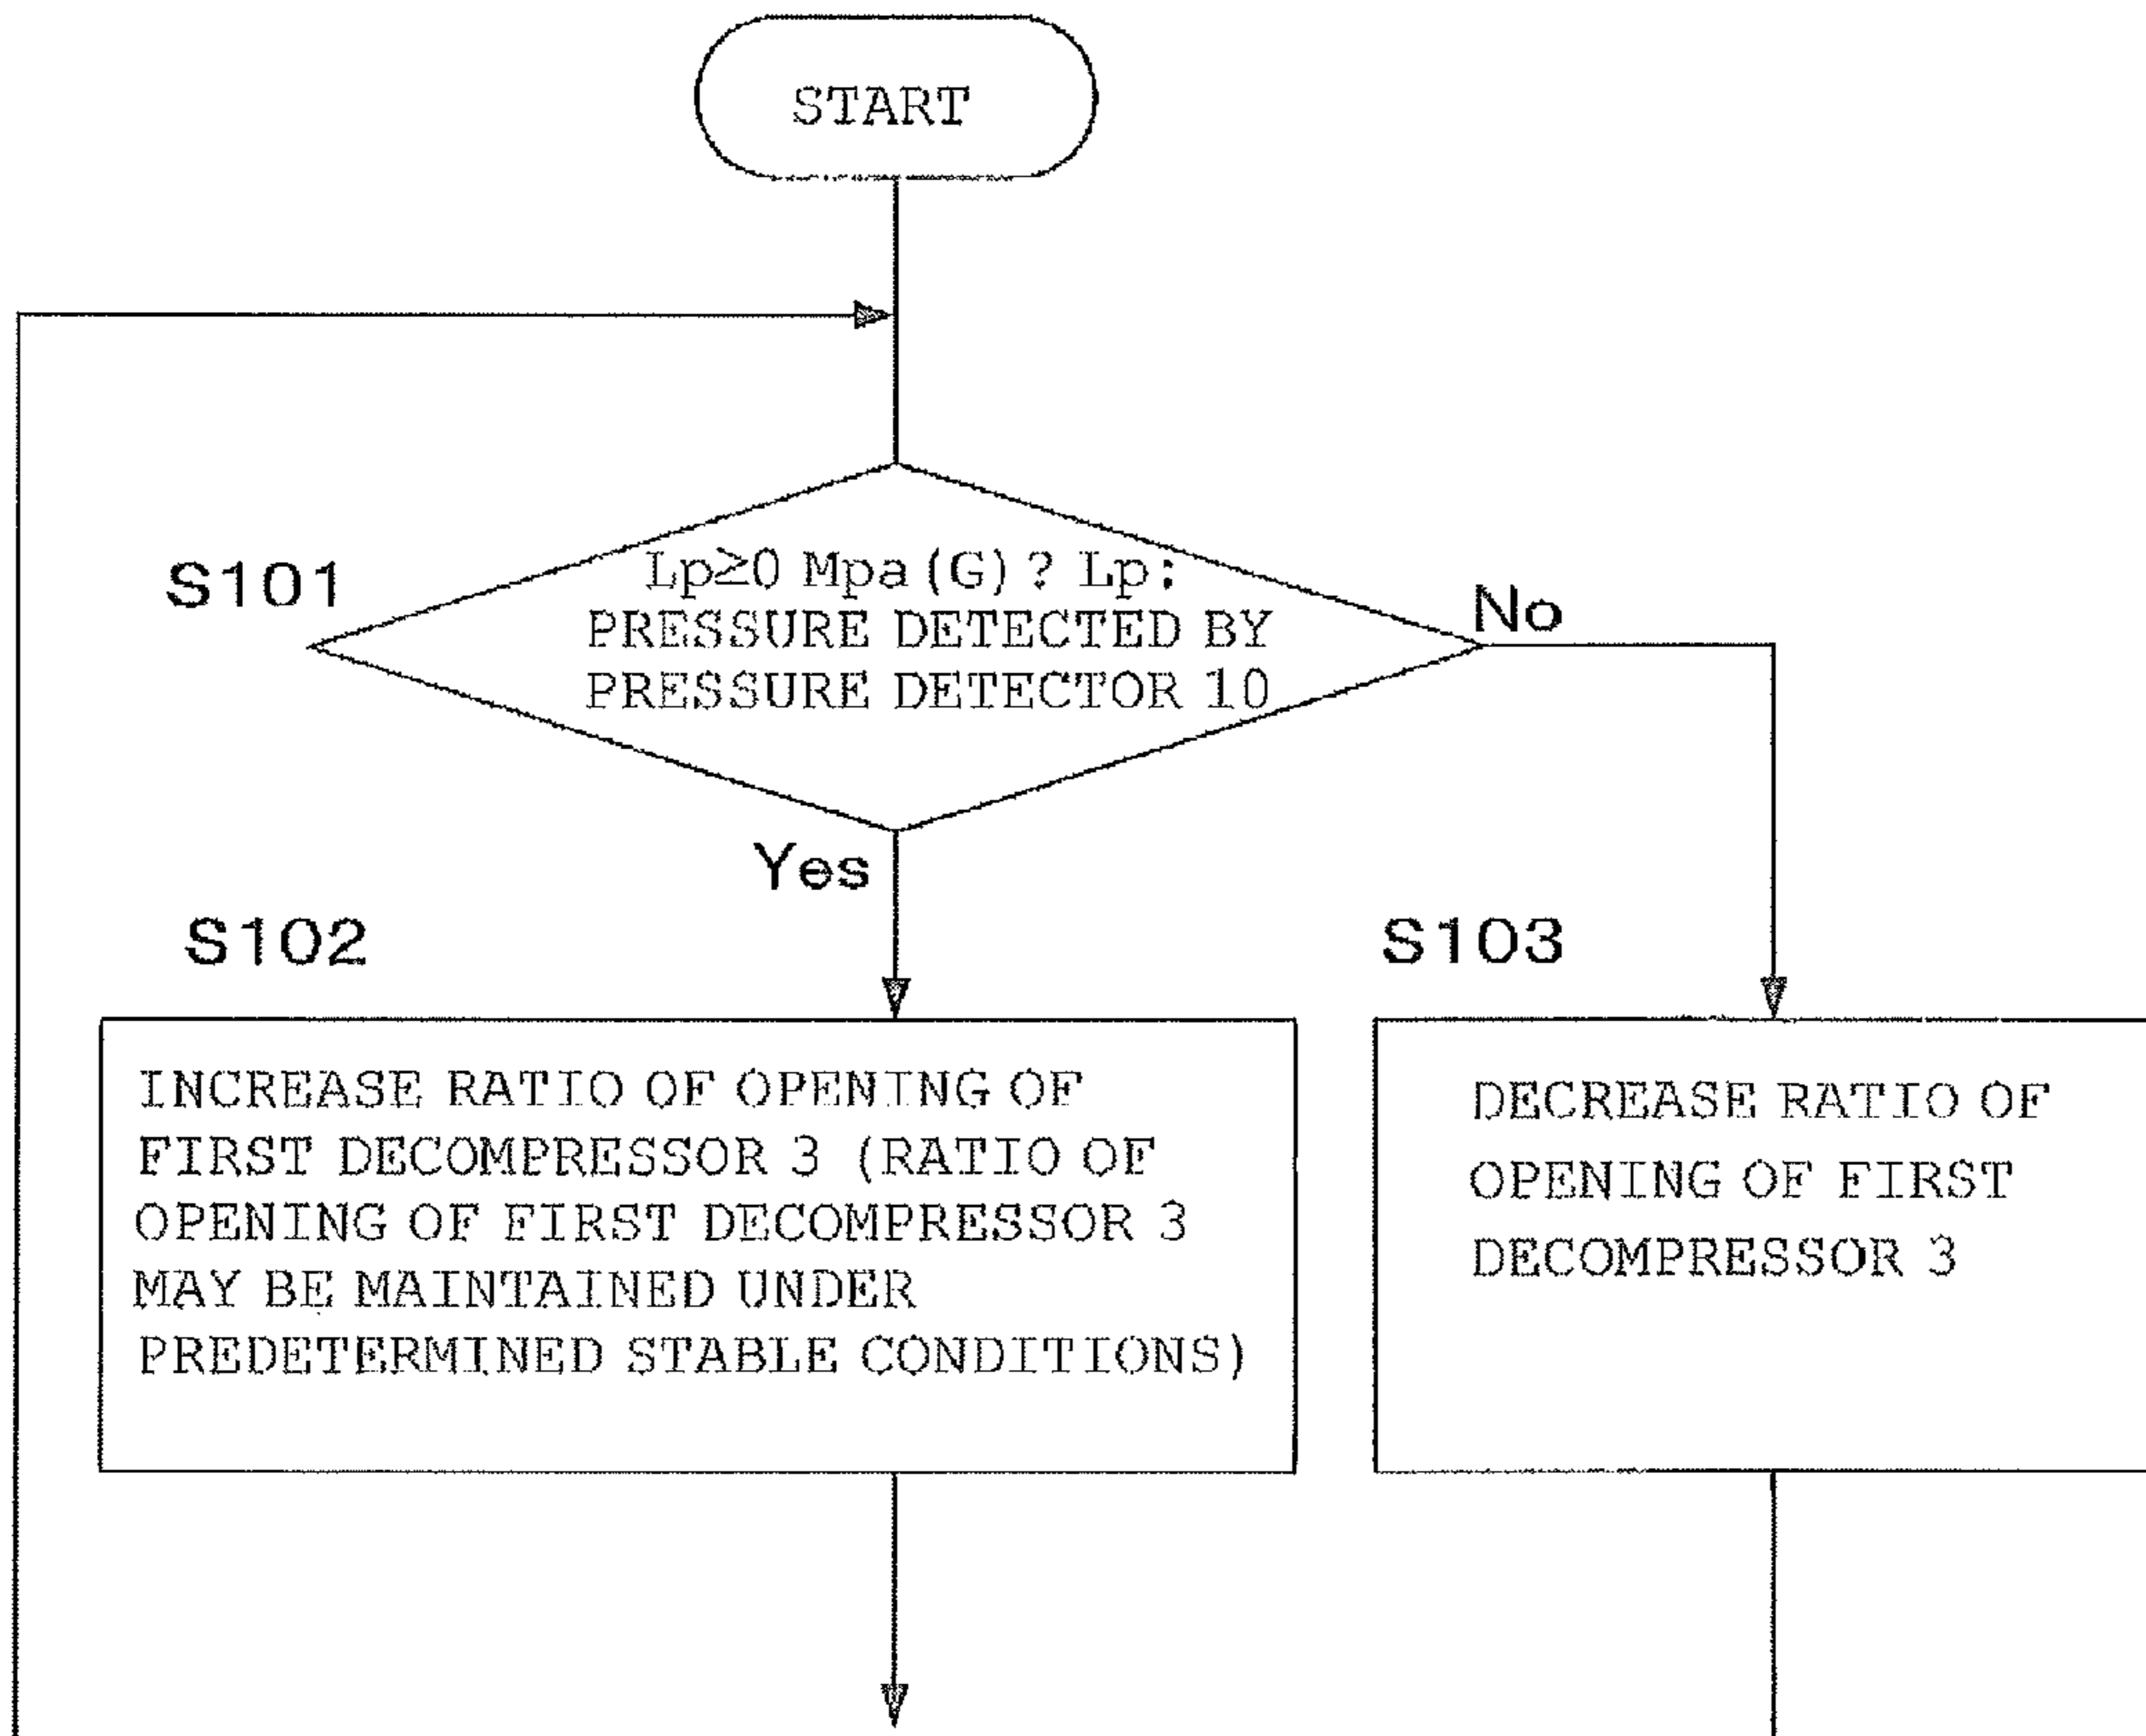 START
S101
Lp≥0 Mpa(G)? Lp:
PRESSURE DETECTED BY
PRESSURE DETECTOR 10
No
Yes
S102
INCREASE RATIO OF OPENING OF
FIRST DECOMPRESSOR 3 (RATIO OF
OPENING OF FIRST DECOMPRESSOR 3
MAY BE MAINTAINED UNDER
PREDETERMINED STABLE CONDITIONS)
S103
DECREASE RATIO OF
OPENING OF FIRST
DECOMPRESSOR 3